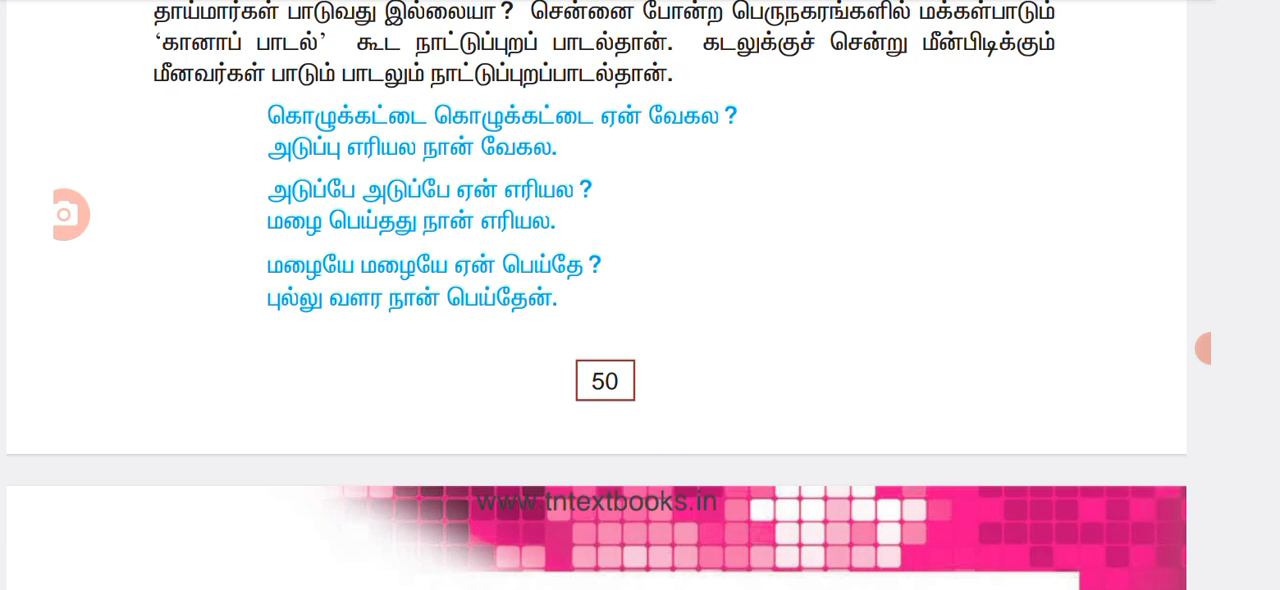 தாய்மார்கள் பாடுவது இல்லையா ? சென்னை போன்ற பெருநகரங்களில் மக்கள்பாடும்
‘கானாப் பாடல்’ கூட நாட்டுப்புறப் பாடல்தான். கடலுக்குச் சென்று மீன்பிடிக்கும்
மீனவர்கள் பாடும் பாடலும் நாட்டுப்புறப்பாடல்தான்.
கொழுக்கட்டை கொழுக்கட்டை ஏன் வேகல ?
அடுப்பு எரியல நான் வேகல.
அடுப்பே அடுப்பே ஏன் எரியல ?
மழை பெய்தது நான் எரியல.
மழையே மழையே ஏன் பெய்தே ?
புல்லு வளர நான் பெய்தேன்.
50
www.tntextbooks.in